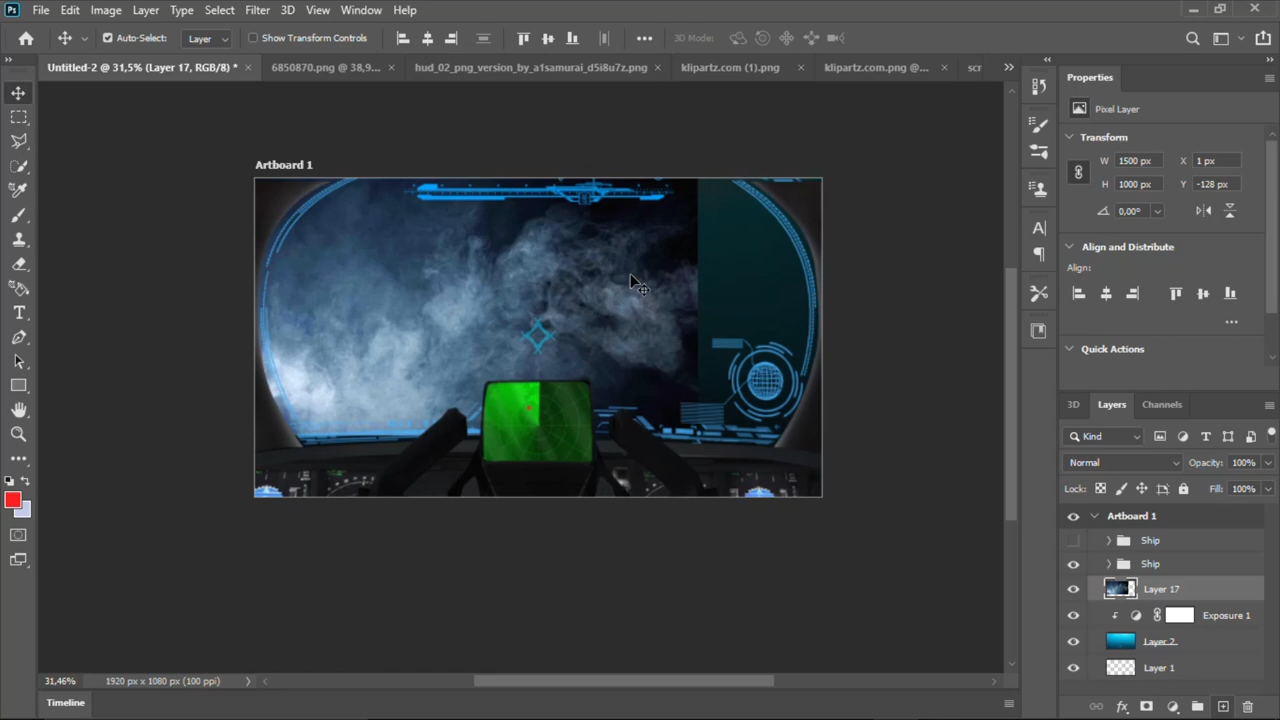 Ps File Edit Image Layer Type Select Filter 3D View Window Help
Auto-Select: Layer Show Transform Controls 3D Mode:
Untitled-2 @ 31,5% (Layer 17, RGB/8) * 6850870.png @ 38,9... hud_02_png_version_by_a1samurai_d5i8u7z.png klipartz.com (1).png klipartz.com.png @... scr
Properties
Pixel Layer
Transform
W 1500 px X 1 px
H 1000 px Y -128 px
0,00°
Align and Distribute
Align:
Quick Actions
Artboard 1
3D Layers Channels
Kind
Normal Opacity: 100%
Lock: Fill: 100%
Artboard 1
Ship
Ship
Layer 17
Exposure 1
Layer 2
Layer 1
31,46% 1920 px x 1080 px (100 ppi)
Timeline